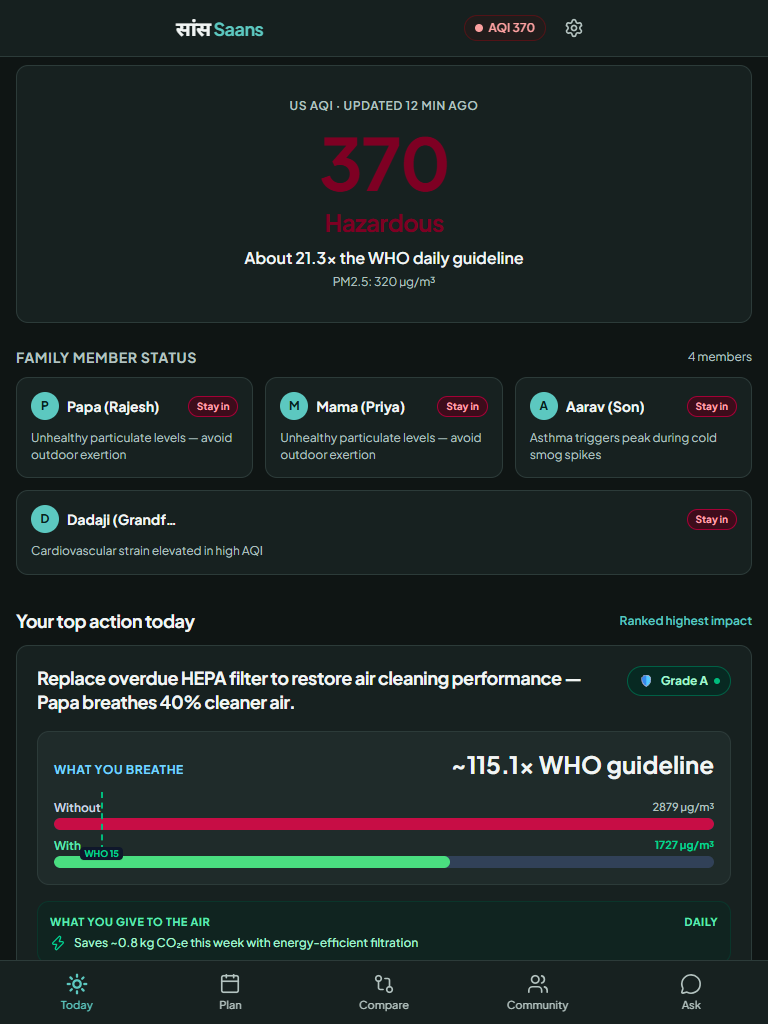 सांस Saans
AQI 370
US AQI · UPDATED 12 MIN AGO
370
Hazardous
About 21.3× the WHO daily guideline
PM2.5: 320 µg/m³
FAMILY MEMBER STATUS
4 members
P Papa (Rajesh) Stay in
Unhealthy particulate levels — avoid
outdoor exertion
M Mama (Priya) Stay in
Unhealthy particulate levels — avoid
outdoor exertion
A Aarav (Son) Stay in
Asthma triggers peak during cold
smog spikes
D Dadaji (Grandf… Stay in
Cardiovascular strain elevated in high AQI
Your top action today
Ranked highest impact
Replace overdue HEPA filter to restore air cleaning performance —
Papa breathes 40% cleaner air.
Grade A
WHAT YOU BREATHE
~115.1× WHO guideline
Without
2879 µg/m³
With
1727 µg/m³
WHO 15
WHAT YOU GIVE TO THE AIR
DAILY
Saves ~0.8 kg CO₂e this week with energy-efficient filtration
Today
Plan
Compare
Community
Ask